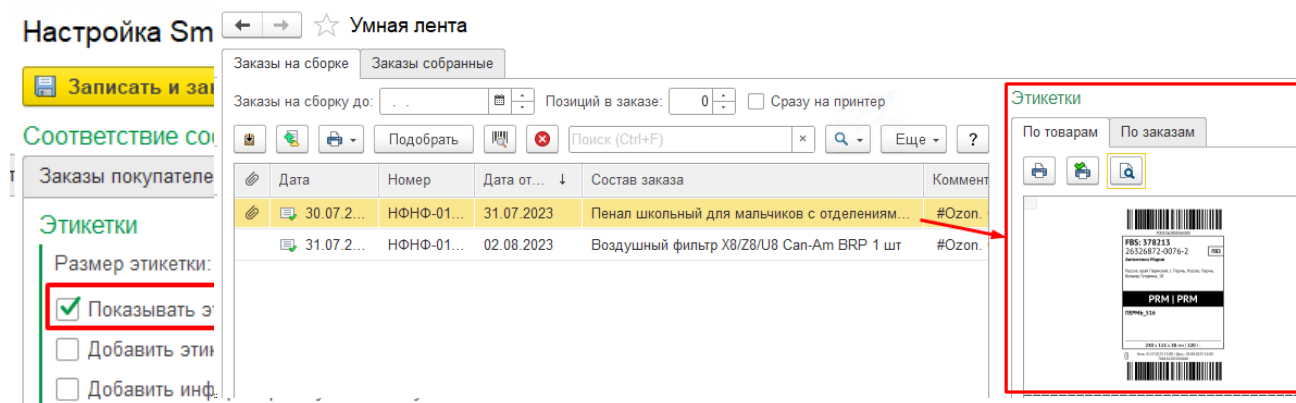 Настройка Sm
Записать и за
Соответствие со
Заказы покупателе
Этикетки
Размер этикетки:
Показывать э
Добавить эти
Добавить инф
Умная лента
Заказы на сборке Заказы собранные
Заказы на сборку до: . . Позиций в заказе: 0 Сразу на принтер
Подобрать Поиск (Ctrl+F) × Еще ?
Дата Номер Дата от... ↓ Состав заказа Коммент
30.07.2... НФНФ-01... 31.07.2023 Пенал школьный для мальчиков с отделениям... #Ozon.
31.07.2... НФНФ-01... 02.08.2023 Воздушный фильтр X8/Z8/U8 Can-Am BRP 1 шт #Ozon.
Этикетки
По товарам По заказам
FBS: 378213
26326872-0076-2
PRM | PRM
ПЕРМЬ_516